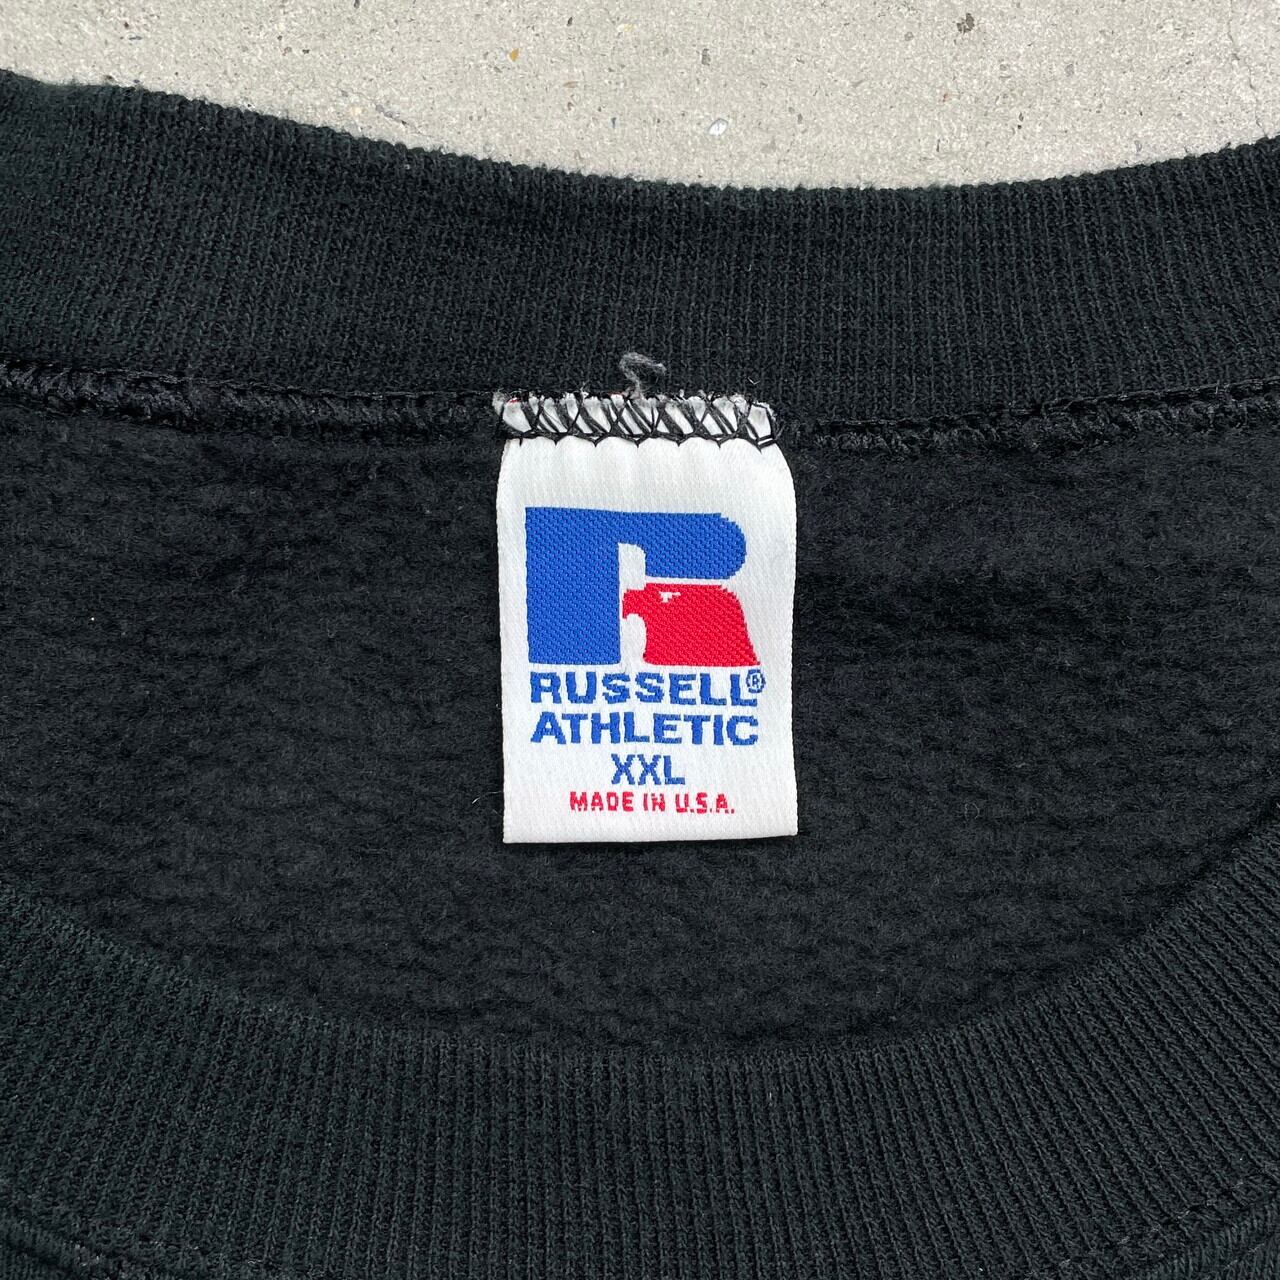 RUSSELL®
ATHLETIC
XXL
MADE IN U.S.A.